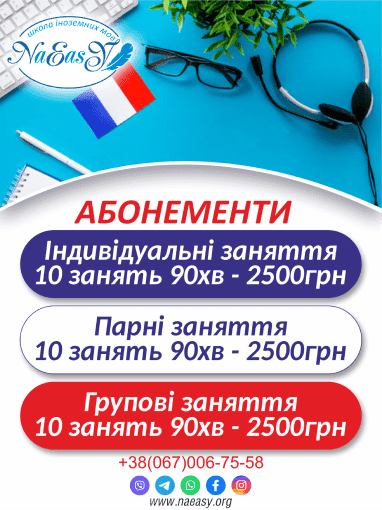 школа іноземних мов
NaEasY
АБОНЕМЕНТИ
Індивідуальні заняття
10 занять 90хв - 2500грн
Парні заняття
10 занять 90хв - 2500грн
Групові заняття
10 занять 90хв - 2500грн
+38(067)006-75-58
www.naeasy.org